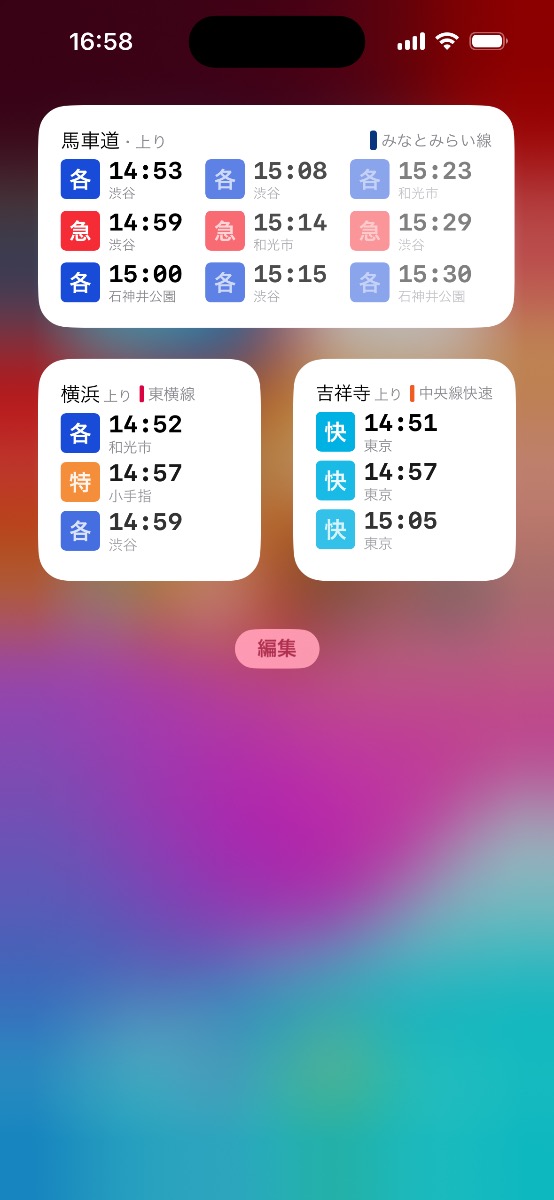 16:58
馬車道・上り みなとみらい線
各 14:53 渋谷 各 15:08 渋谷 各 15:23 和光市
急 14:59 渋谷 急 15:14 和光市 急 15:29 渋谷
各 15:00 石神井公園 各 15:15 渋谷 各 15:30 石神井公園
横浜 上り 東横線
各 14:52
和光市
特 14:57
小手指
各 14:59
渋谷
吉祥寺 上り 中央線快速
快 14:51
東京
快 14:57
東京
快 15:05
東京
編集